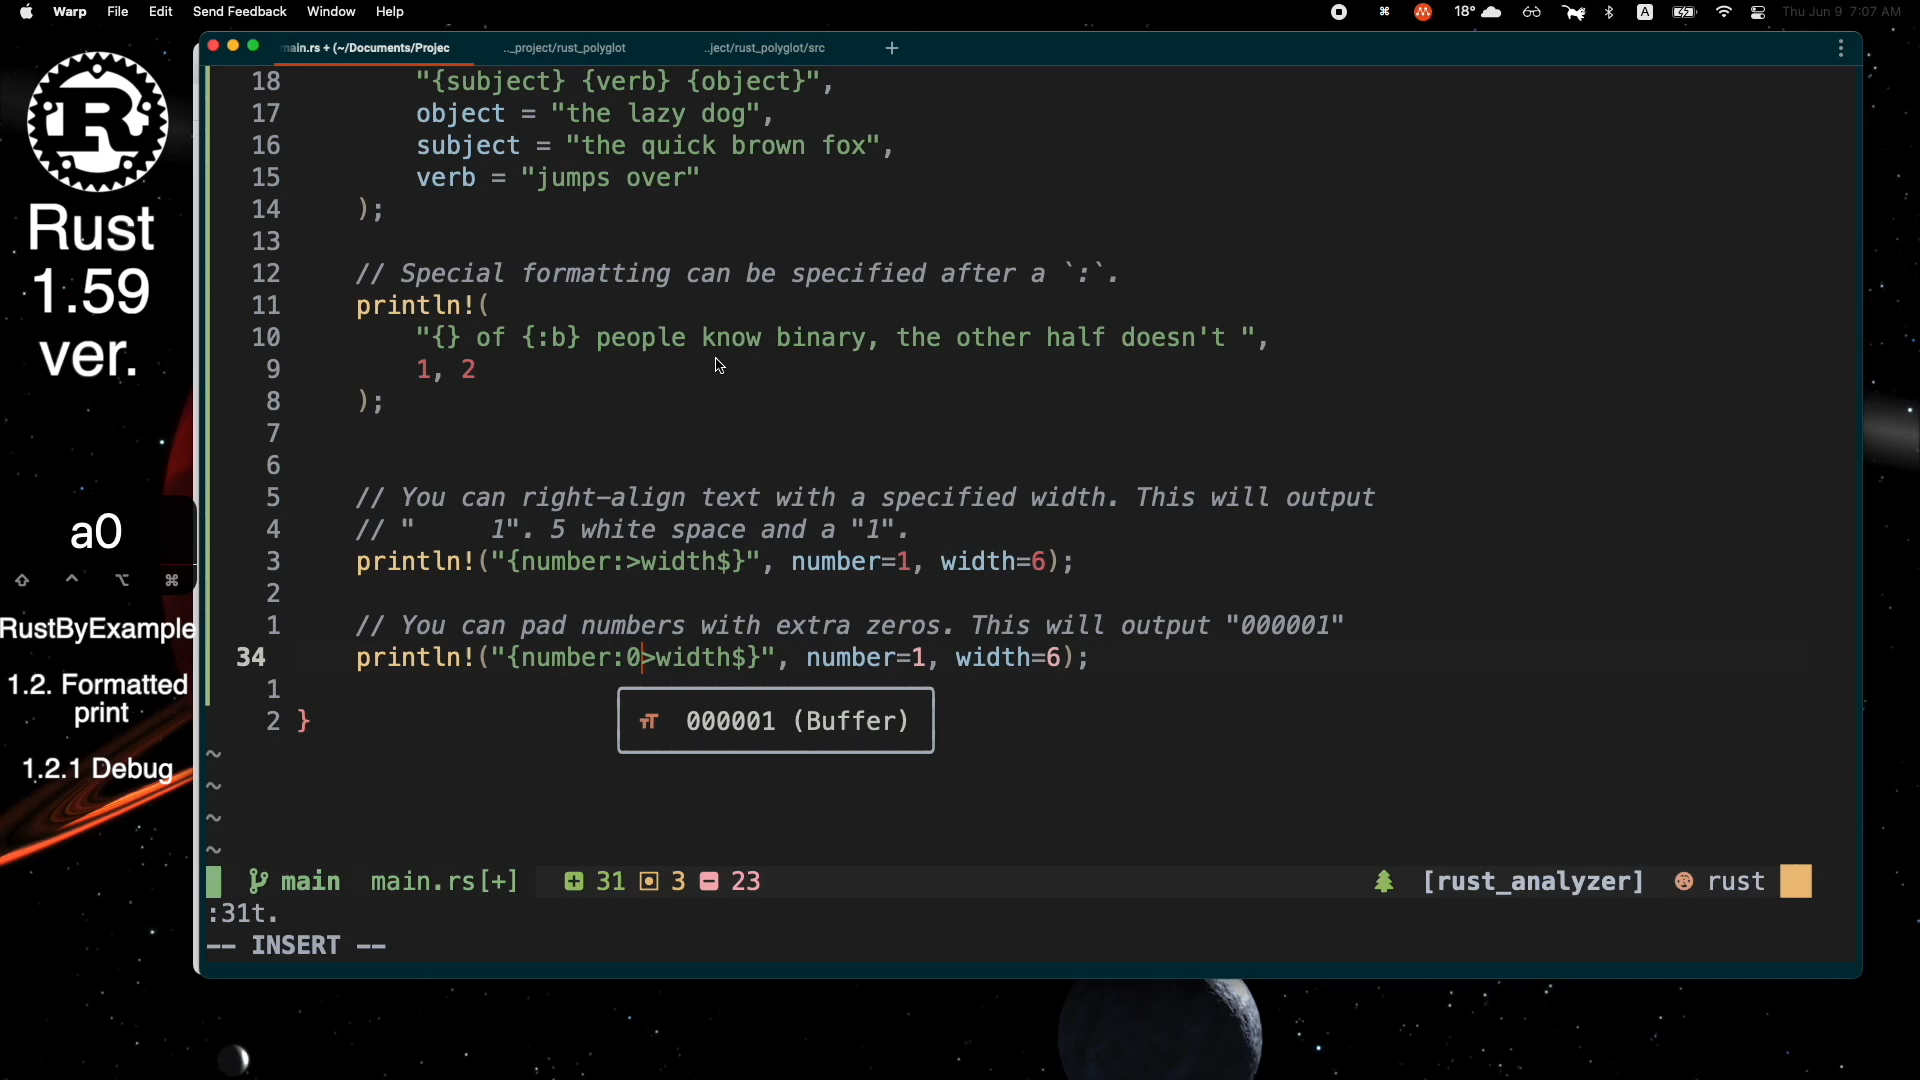 Warp File Edit Send Feedback Window Help
18° A Thu Jun 9 7:07 AM
main.rs + (~/Documents/Projec .._project/rust_polyglot ..ject/rust_polyglot/src +
18 "{subject} {verb} {object}",
17 object = "the lazy dog",
16 subject = "the quick brown fox",
15 verb = "jumps over"
14 );
13
12 // Special formatting can be specified after a `:`.
11 println!(
10 "{} of {:b} people know binary, the other half doesn't ",
9 1, 2
8 );
7
6
5 // You can right-align text with a specified width. This will output
4 // "     1". 5 white space and a "1".
3 println!("{number:>width$}", number=1, width=6);
2
1 // You can pad numbers with extra zeros. This will output "000001"
34 println!("{number:0>width$}", number=1, width=6);
1
2 }
000001 (Buffer)
~
~
~
~
main main.rs[+] 31 3 23 [rust_analyzer] rust
:31t.
-- INSERT --
R
Rust
1.59
ver.
a0
⇧ ^ ⌥ ⌘
RustByExample
1.2. Formatted
print
1.2.1 Debug